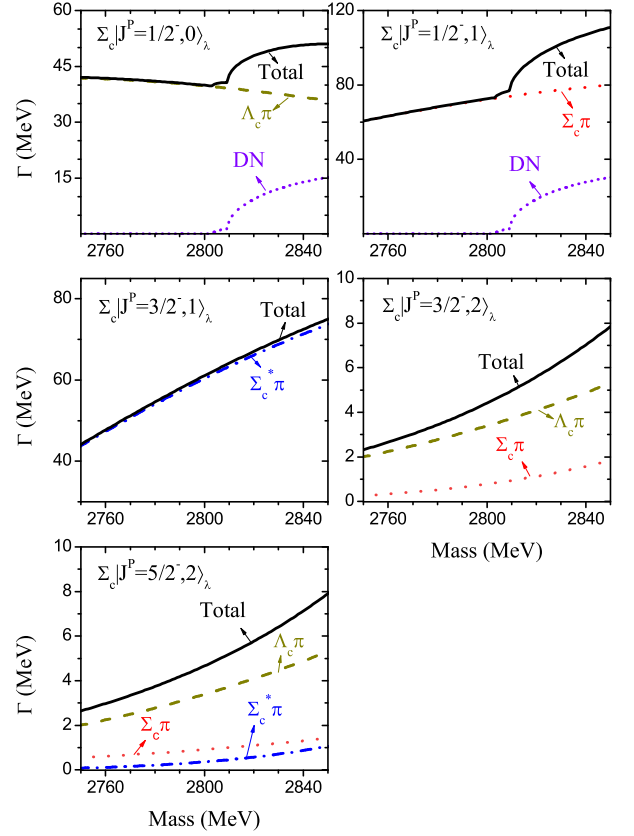 Σc|J^P=1/2⁻,0⟩λ
Total
Λcπ
DN
60
45
30
15
2760 2800 2840
Γ (MeV)
Σc|J^P=1/2⁻,1⟩λ
Total
Σcπ
DN
120
80
40
2760 2800 2840
Σc|J^P=3/2⁻,1⟩λ
Total
Σc*π
80
60
40
2760 2800 2840
Γ (MeV)
Σc|J^P=3/2⁻,2⟩λ
Total
Λcπ
Σcπ
10
8
6
4
2
0
2760 2800 2840
Mass (MeV)
Σc|J^P=5/2⁻,2⟩λ
Total
Λcπ
Σcπ
Σc*π
10
8
6
4
2
0
2760 2800 2840
Γ (MeV)
Mass (MeV)